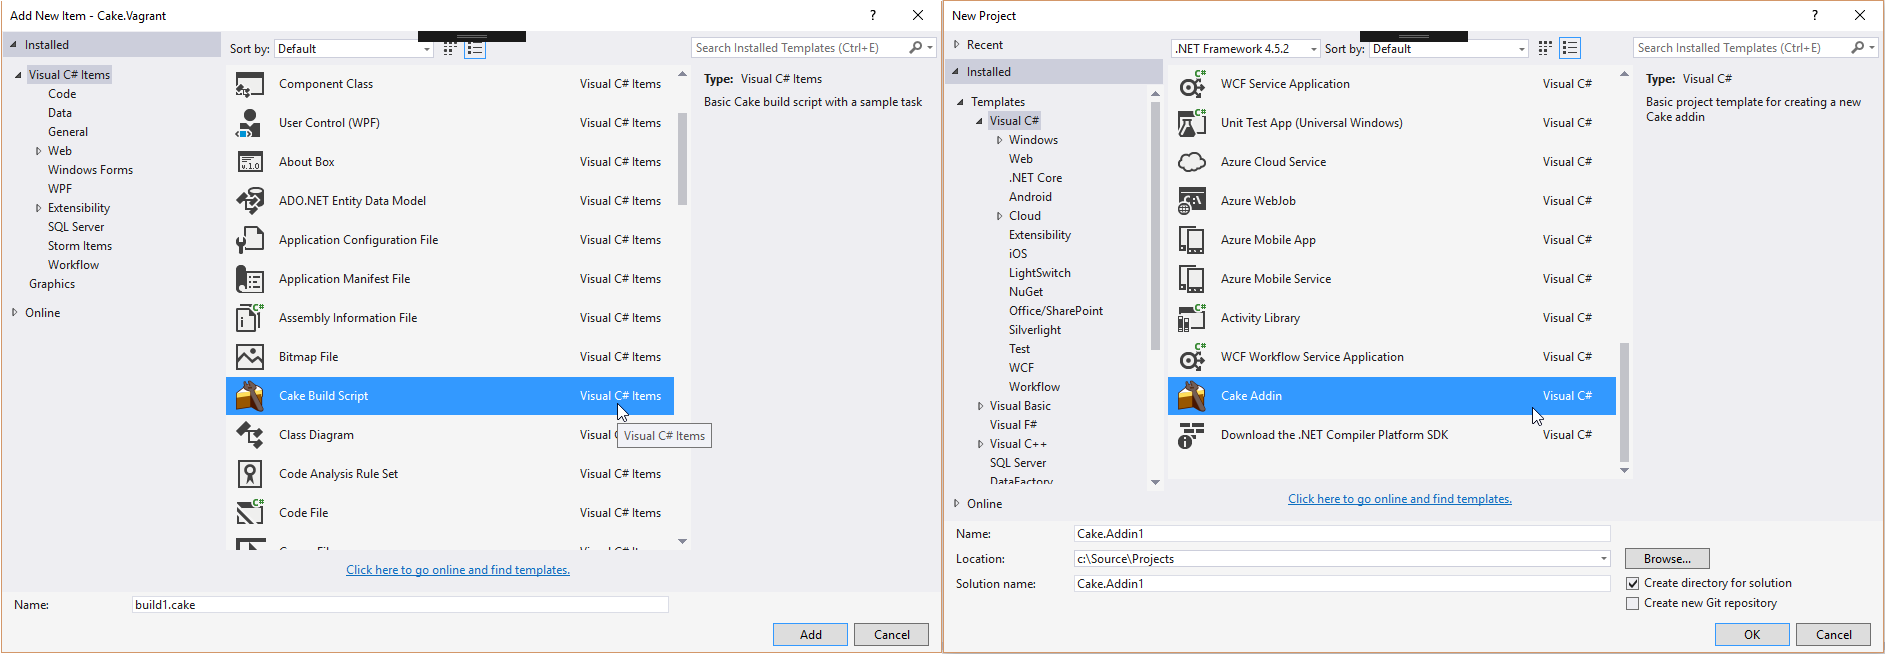 Add New Item - Cake.Vagrant
?
Installed
Sort by: Default
Search Installed Templates (Ctrl+E)
Visual C# Items
Code
Data
General
Web
Windows Forms
WPF
Extensibility
SQL Server
Storm Items
Workflow
Graphics
Online
Component Class Visual C# Items
User Control (WPF) Visual C# Items
About Box Visual C# Items
ADO.NET Entity Data Model Visual C# Items
Application Configuration File Visual C# Items
Application Manifest File Visual C# Items
Assembly Information File Visual C# Items
Bitmap File Visual C# Items
Cake Build Script Visual C# Items
Class Diagram Visual
Visual C# Items
Code Analysis Rule Set Visual C# Items
Code File Visual C# Items
Type: Visual C# Items
Basic Cake build script with a sample task
Click here to go online and find templates.
Name: build1.cake
Add Cancel
New Project
?
Recent
Installed
.NET Framework 4.5.2 Sort by: Default
Search Installed Templates (Ctrl+E)
Templates
Visual C#
Windows
Web
.NET Core
Android
Cloud
Extensibility
iOS
LightSwitch
NuGet
Office/SharePoint
Silverlight
Test
WCF
Workflow
Visual Basic
Visual F#
Visual C++
SQL Server
DataFactory
Online
WCF Service Application Visual C#
Unit Test App (Universal Windows) Visual C#
Azure Cloud Service Visual C#
Azure WebJob Visual C#
Azure Mobile App Visual C#
Azure Mobile Service Visual C#
Activity Library Visual C#
WCF Workflow Service Application Visual C#
Cake Addin Visual C#
Download the .NET Compiler Platform SDK Visual C#
Type: Visual C#
Basic project template for creating a new
Cake addin
Click here to go online and find templates.
Name: Cake.Addin1
Location: c:\Source\Projects
Browse...
Solution name: Cake.Addin1
Create directory for solution
Create new Git repository
OK Cancel